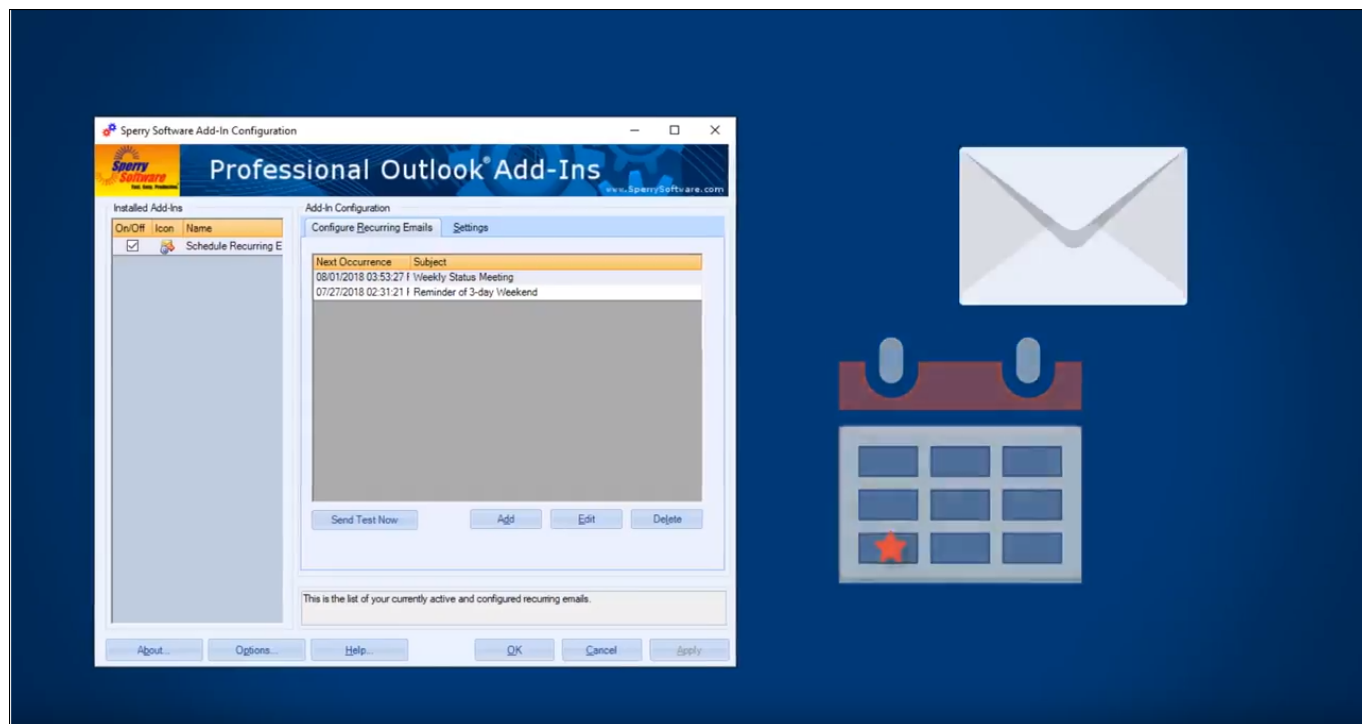 Sperry Software Add-In Configuration
Sperry
Software
Professional Outlook® Add-Ins
www.SperrySoftware.com
Installed Add-Ins
On/Off Icon Name
Schedule Recurring E
Add-In Configuration
Configure Recurring Emails Settings
Next Occurrence Subject
08/01/2018 03:53:27 Weekly Status Meeting
07/27/2018 02:31:21 Reminder of 3-day Weekend
Send Test Now Add Edit Delete
This is the list of your currently active and configured recurring emails.
About... Options... Help... OK Cancel Apply